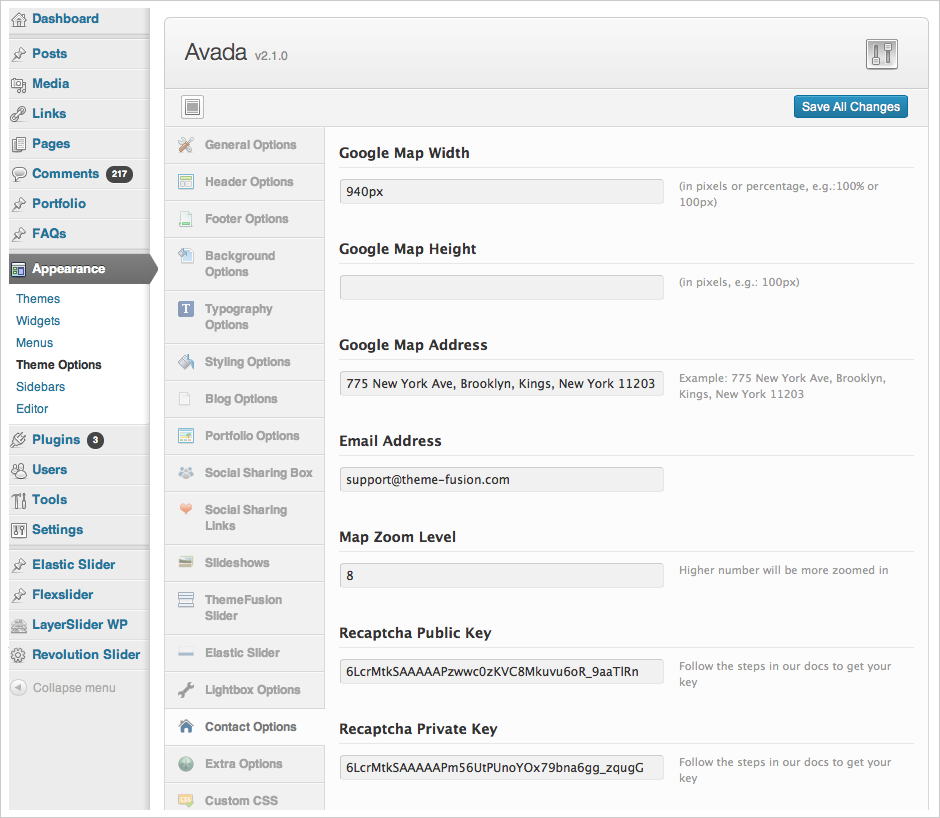 Dashboard
Posts
Media
Links
Pages
Comments 217
Portfolio
FAQs
Appearance
Themes
Widgets
Menus
Theme Options
Sidebars
Editor
Plugins 3
Users
Tools
Settings
Elastic Slider
Flexslider
LayerSlider WP
Revolution Slider
Collapse menu
Avada v2.1.0
Save All Changes
General Options
Header Options
Footer Options
Background
Options
T
Typography
Options
Styling Options
Blog Options
Portfolio Options
Social Sharing Box
Social Sharing
Links
Slideshows
ThemeFusion
Slider
Elastic Slider
Lightbox Options
Contact Options
Extra Options
Custom CSS
Google Map Width
940px
(in pixels or percentage, e.g.:100% or
100px)
Google Map Height
(in pixels, e.g.: 100px)
Google Map Address
775 New York Ave, Brooklyn, Kings, New York 11203
Example: 775 New York Ave, Brooklyn,
Kings, New York 11203
Email Address
support@theme-fusion.com
Map Zoom Level
8
Higher number will be more zoomed in
Recaptcha Public Key
6LcrMtkSAAAAAPzwwc0zKVC8Mkuvu6oR_9aaTlRn
Follow the steps in our docs to get your
key
Recaptcha Private Key
6LcrMtkSAAAAAPm56UtPUnoYOx79bna6gg_zqugG
Follow the steps in our docs to get your
key